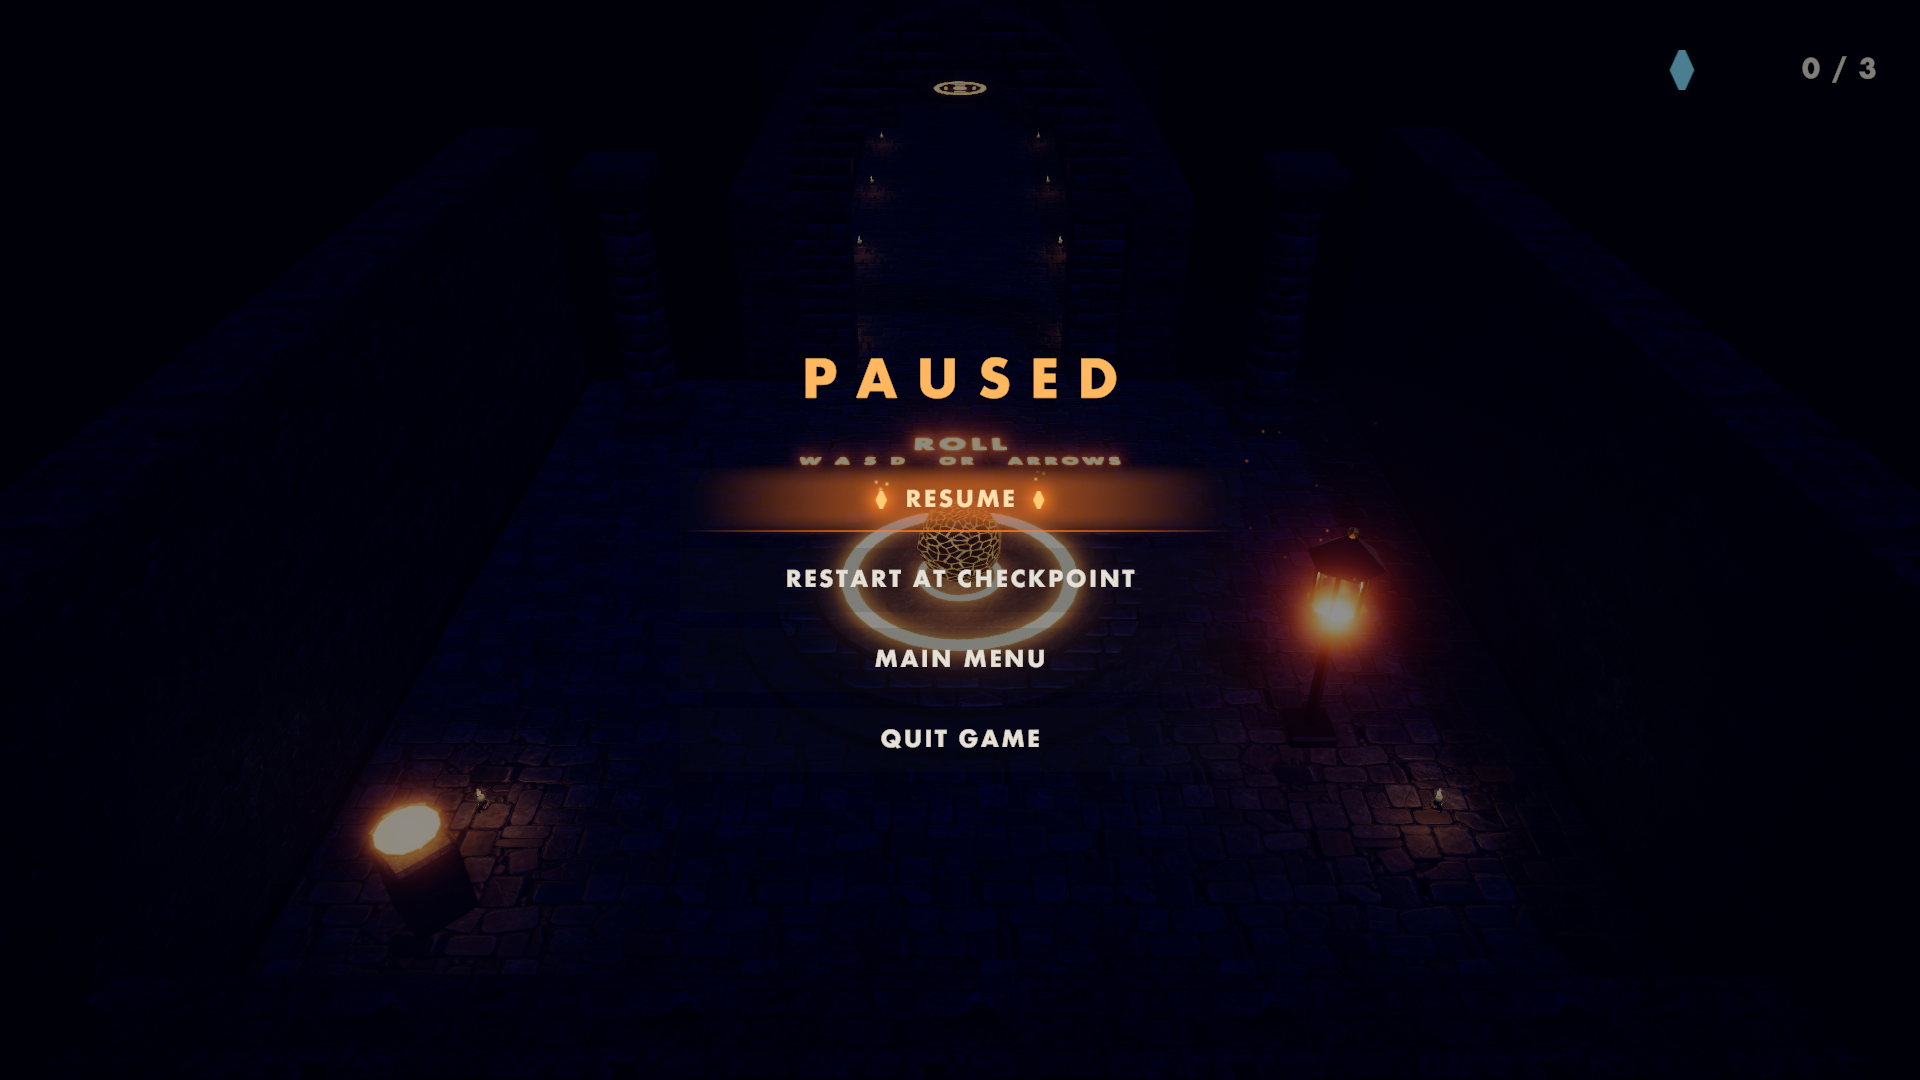 0 / 3
PAUSED
ROLL
W A S D OR ARROWS
RESUME
RESTART AT CHECKPOINT
MAIN MENU
QUIT GAME